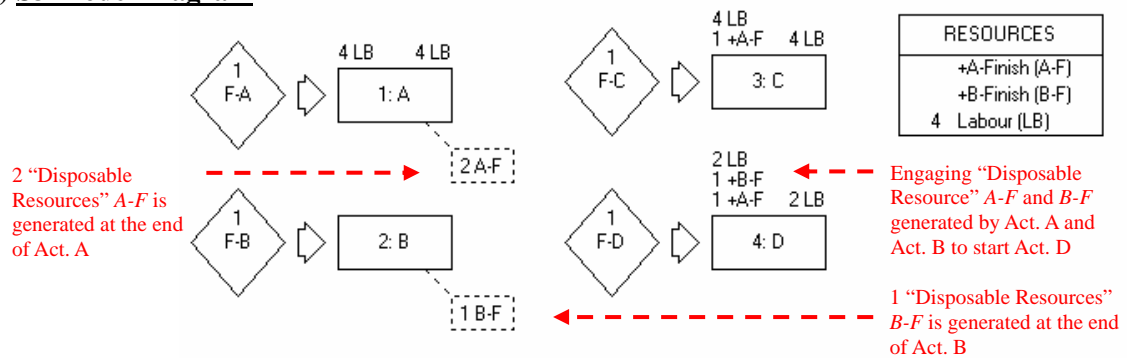 1
F-A
4 LB 4 LB
1: A
2 A-F
2 “Disposable
Resources” A-F is
generated at the end
of Act. A
1
F-B
2: B
1 B-F
1
F-C
4 LB
1 +A-F 4 LB
3: C
1
F-D
2 LB
1 +B-F
1 +A-F 2 LB
4: D
RESOURCES
+A-Finish (A-F)
+B-Finish (B-F)
4 Labour (LB)
Engaging “Disposable
Resource” A-F and B-F
generated by Act. A and
Act. B to start Act. D
1 “Disposable Resources”
B-F is generated at the end
of Act. B